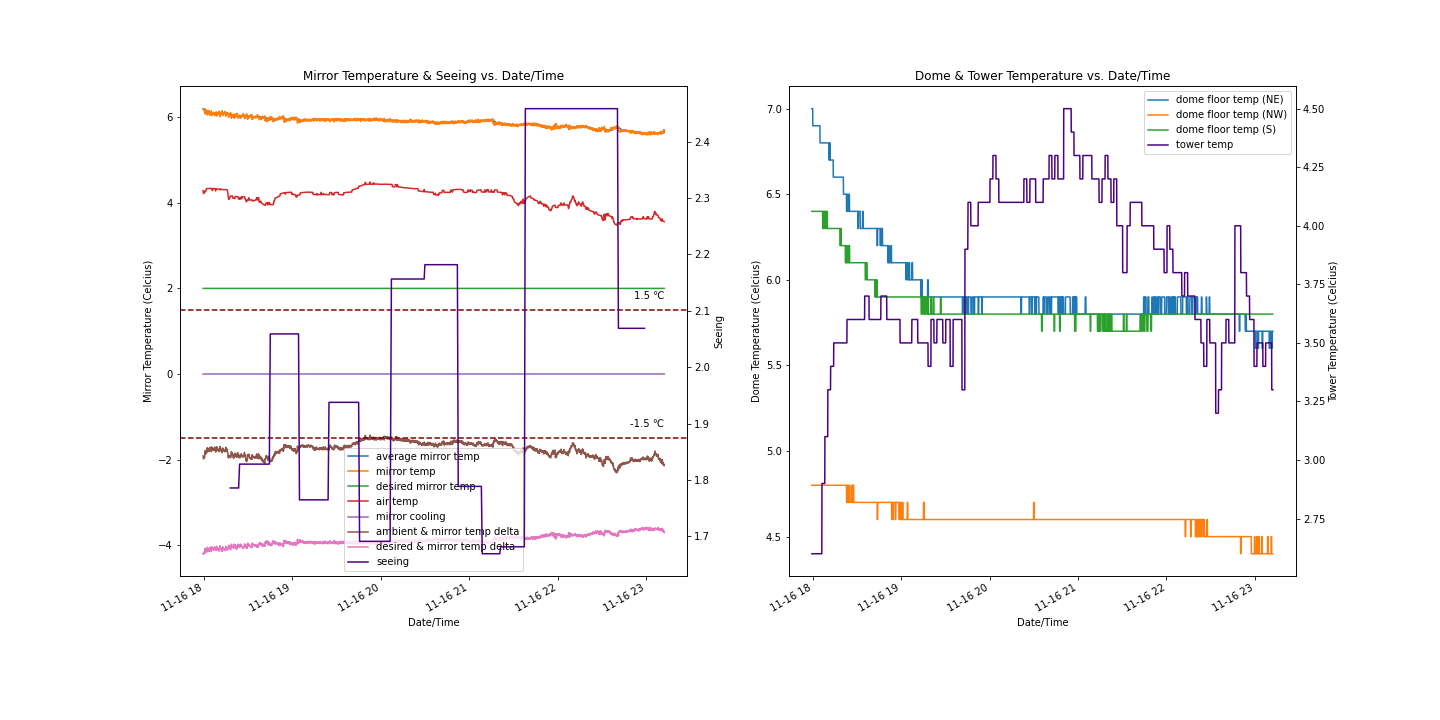 Mirror Temperature & Seeing vs. Date/Time
Mirror Temperature (Celcius)
6
4
2
0
−2
−4
2.4
2.3
2.2
2.1
2.0
1.9
1.8
1.7
Seeing
1.5 °C
-1.5 °C
average mirror temp
mirror temp
desired mirror temp
air temp
mirror cooling
ambient & mirror temp delta
desired & mirror temp delta
seeing
11-16 18
11-16 19
11-16 20
11-16 21
11-16 22
11-16 23
Date/Time
Dome & Tower Temperature vs. Date/Time
Dome Temperature (Celcius)
7.0
6.5
6.0
5.5
5.0
4.5
dome floor temp (NE)
dome floor temp (NW)
dome floor temp (S)
tower temp
4.50
4.25
4.00
3.75
3.50
3.25
3.00
2.75
Tower Temperature (Celcius)
11-16 18
11-16 19
11-16 20
11-16 21
11-16 22
11-16 23
Date/Time